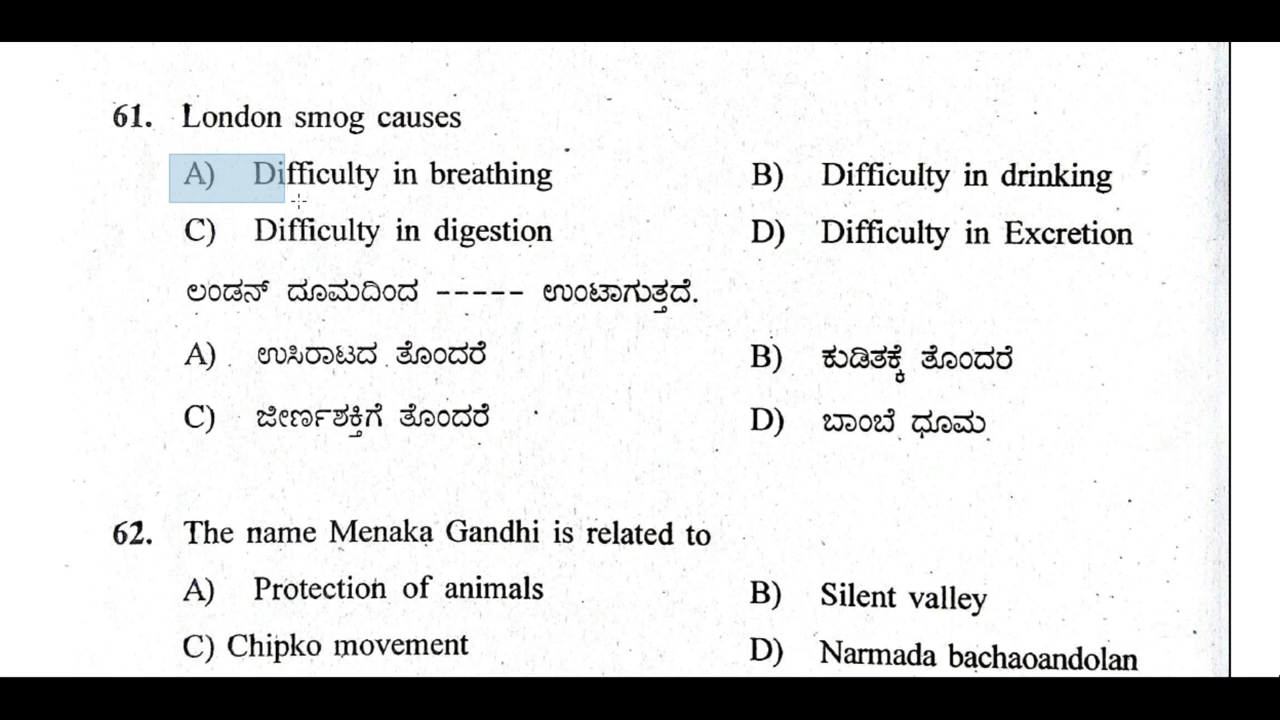 61. London smog causes
A) Difficulty in breathing B) Difficulty in drinking
C) Difficulty in digestion D) Difficulty in Excretion
ಲಂಡನ್ ದೂಮದಿಂದ ----- ಉಂಟಾಗುತ್ತದೆ.
A) ಉಸಿರಾಟದ ತೊಂದರೆ B) ಕುಡಿತಕ್ಕೆ ತೊಂದರೆ
C) ಜೀರ್ಣಶಕ್ತಿಗೆ ತೊಂದರೆ D) ಬಾಂಬೆ ಧೂಮ
62. The name Menaka Gandhi is related to
A) Protection of animals B) Silent valley
C) Chipko movement D) Narmada bachaoandolan